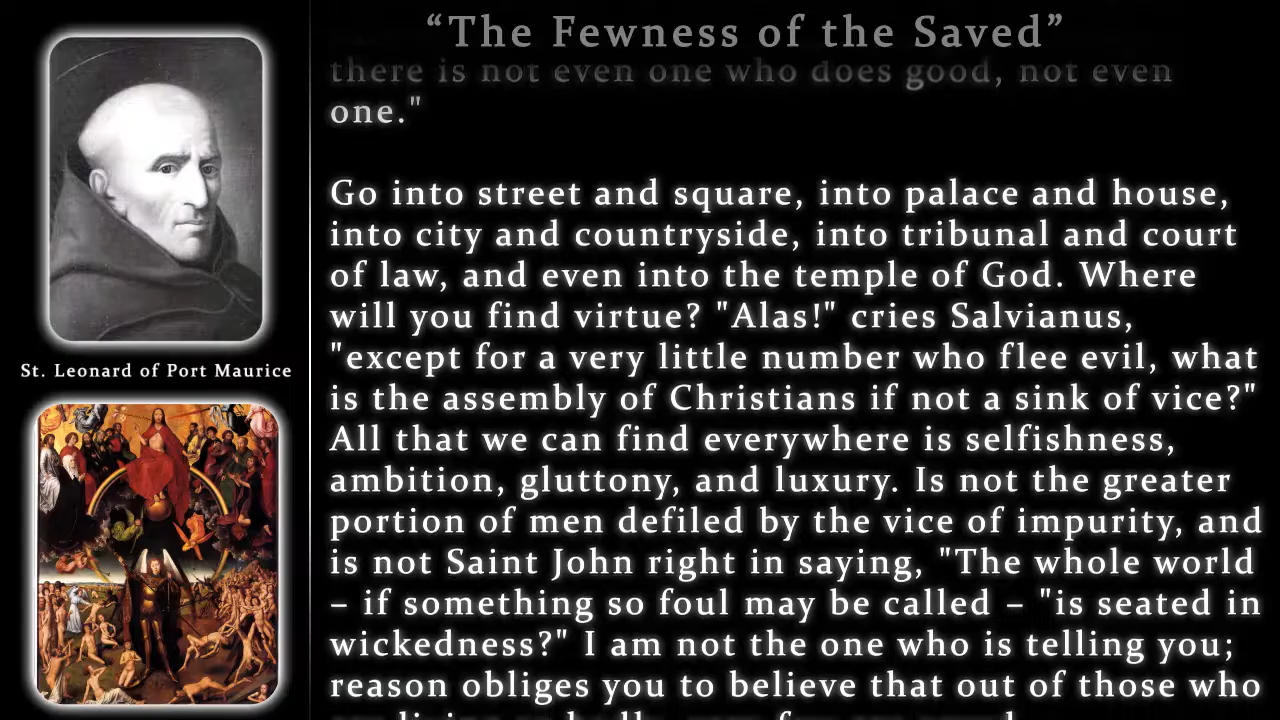 “The Fewness of the Saved”
there is not even one who does good, not even
one."
Go into street and square, into palace and house,
into city and countryside, into tribunal and court
of law, and even into the temple of God. Where
will you find virtue? "Alas!" cries Salvianus,
"except for a very little number who flee evil, what
is the assembly of Christians if not a sink of vice?"
All that we can find everywhere is selfishness,
ambition, gluttony, and luxury. Is not the greater
portion of men defiled by the vice of impurity, and
is not Saint John right in saying, "The whole world
– if something so foul may be called – "is seated in
wickedness?" I am not the one who is telling you;
reason obliges you to believe that out of those who
St. Leonard of Port Maurice